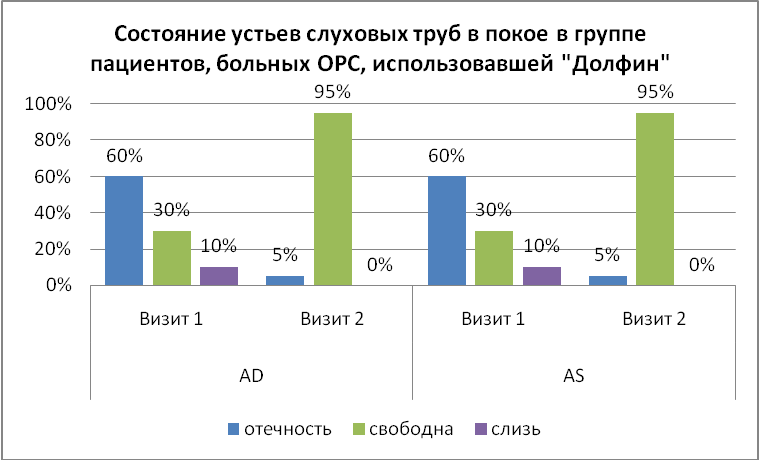 Состояние устьев слуховых труб в покое в группе
пациентов, больных ОРС, использовавшей "Долфин"
100%
80%
60%
40%
20%
0%
60%
30%
10%
5%
95%
0%
60%
30%
10%
5%
95%
0%
Визит 1
Визит 2
Визит 1
Визит 2
AD
AS
отечность
свободна
слизь